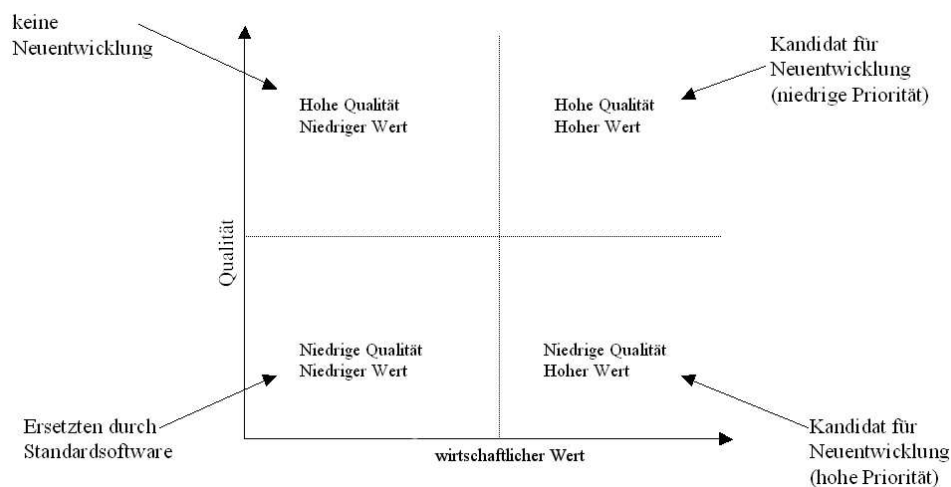 keine
Neuentwicklung
Kandidat für
Neuentwicklung
(niedrige Priorität)
Hohe Qualität
Niedriger Wert
Hohe Qualität
Hoher Wert
Qualität
Niedrige Qualität
Niedriger Wert
Niedrige Qualität
Hoher Wert
Ersetzten durch
Standardsoftware
wirtschaftlicher Wert
Kandidat für
Neuentwicklung
(hohe Priorität)